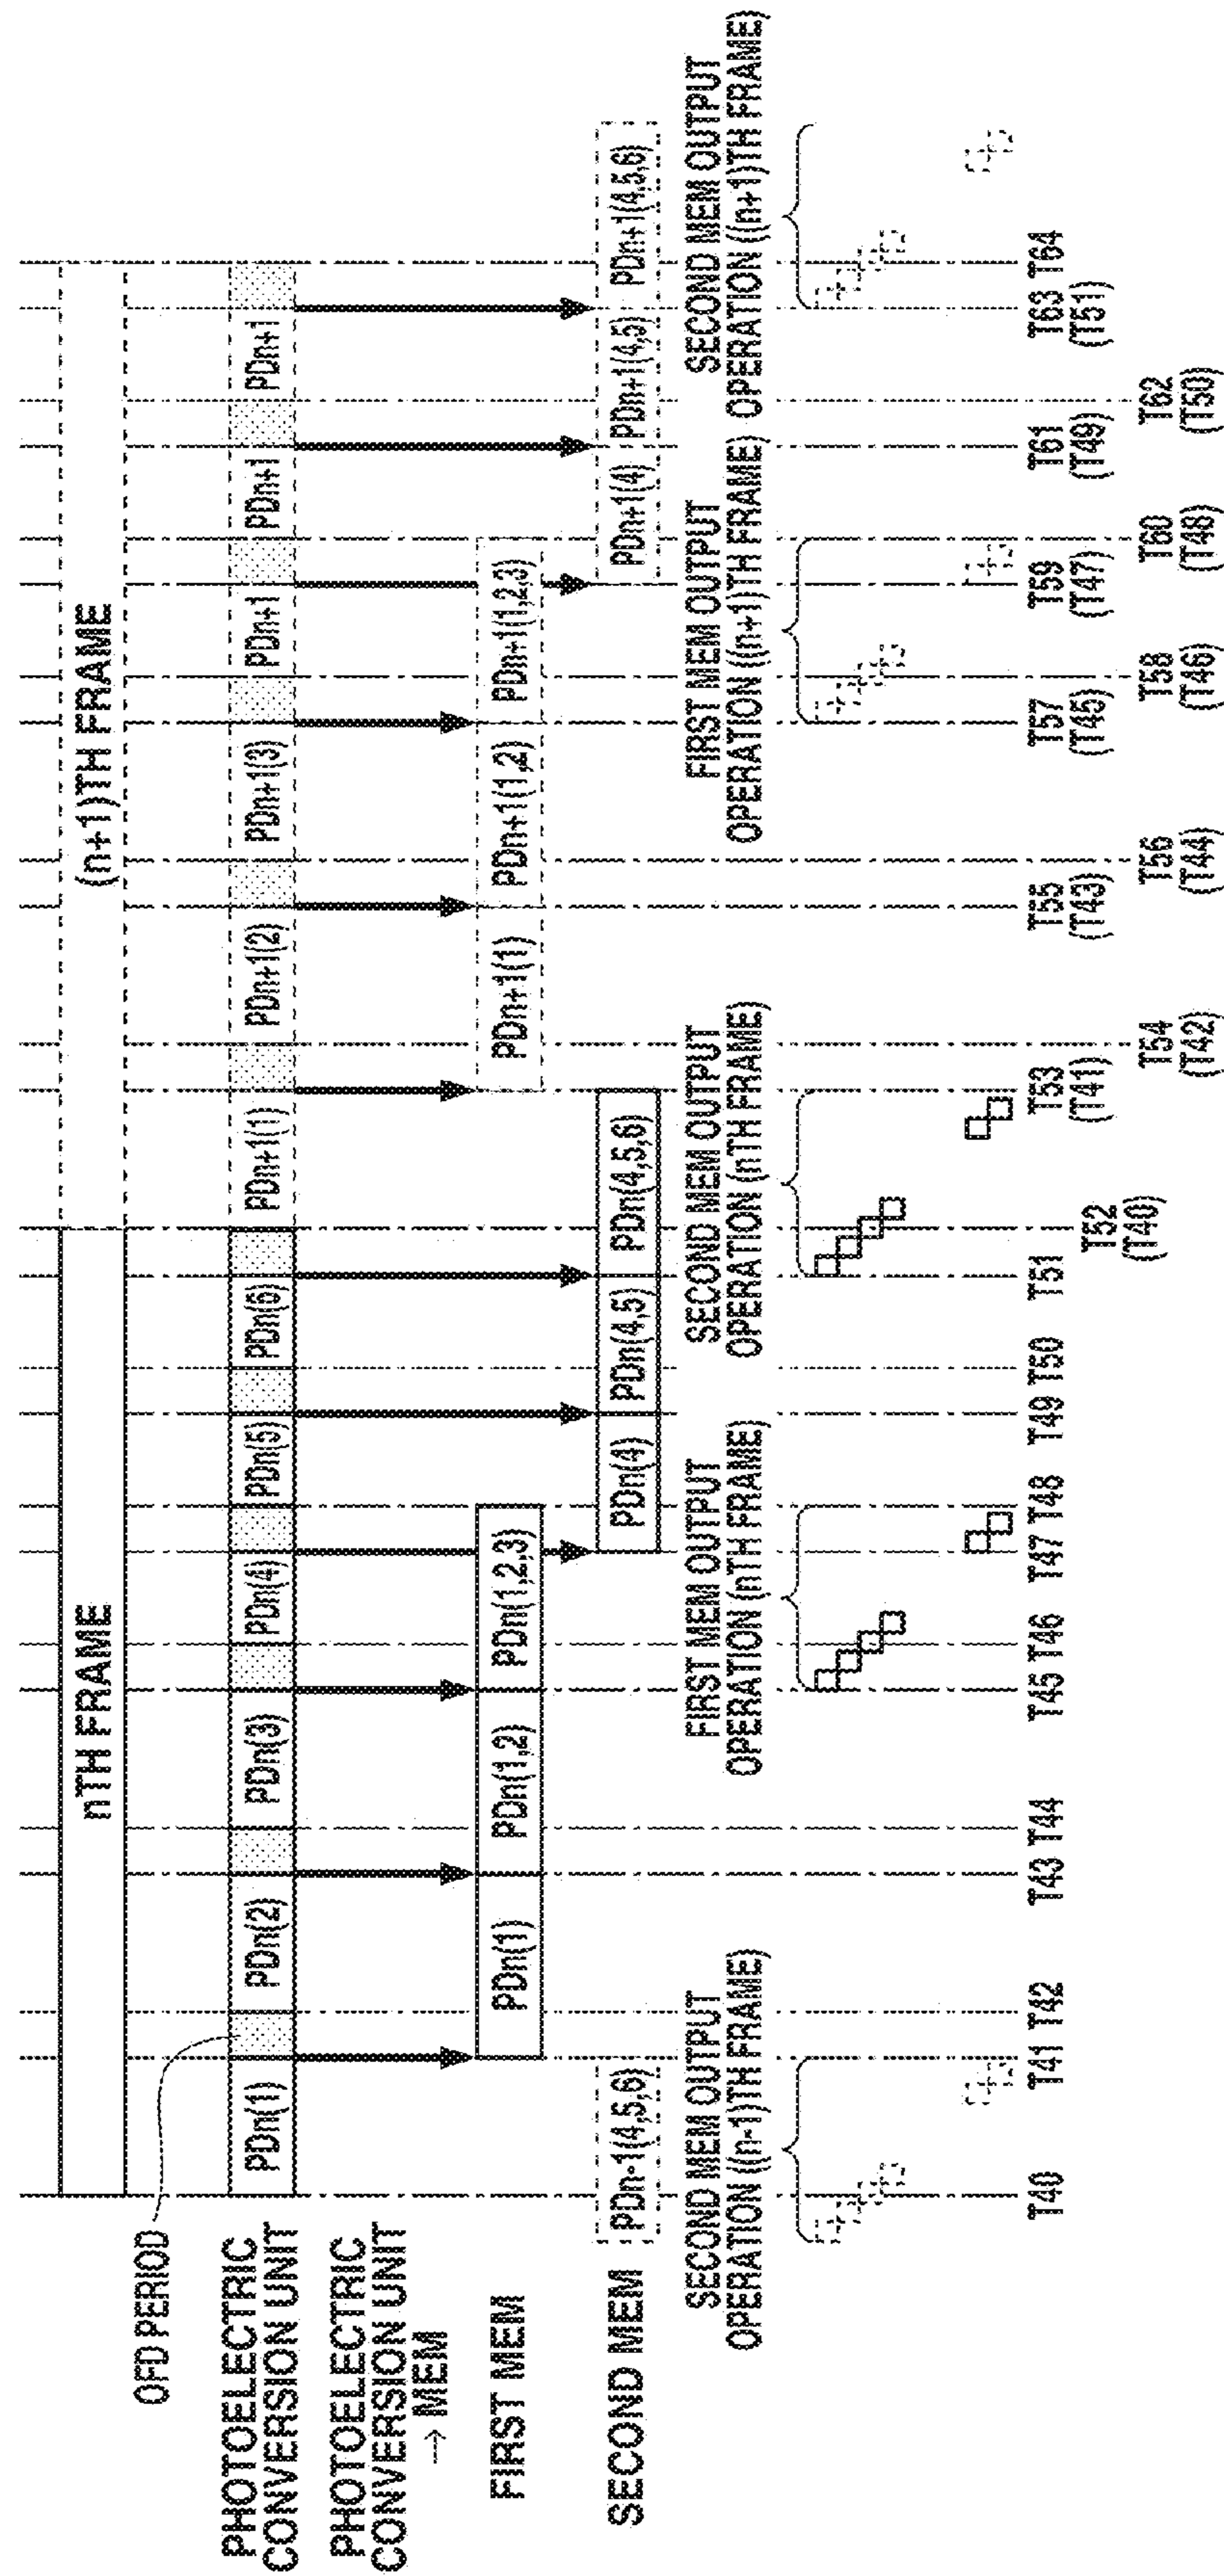 nTH FRAME
(n+1)TH FRAME
OFD PERIOD
PHOTOELECTRIC
CONVERSION UNIT
PDn(1)
PDn(2)
PDn(3)
PDn(4)
PDn(5)
PDn(6)
PDn+1(1)
PDn+1(2)
PDn+1(3)
PDn+1
PDn+1
PDn+1
PHOTOELECTRIC
CONVERSION UNIT
→ MEM
FIRST MEM
PDn(1)
PDn(1,2)
PDn(1,2,3)
PDn+1(1)
PDn+1(1,2)
PDn+1(1,2,3)
SECOND MEM
PDn-1(4,5,6)
PDn(4)
PDn(4,5)
PDn(4,5,6)
PDn+1(4)
PDn+1(4,5)
PDn+1(4,5,6)
SECOND MEM OUTPUT
OPERATION ((n-1)TH FRAME)
FIRST MEM OUTPUT
OPERATION (nTH FRAME)
SECOND MEM OUTPUT
OPERATION (nTH FRAME)
FIRST MEM OUTPUT
OPERATION ((n+1)TH FRAME)
SECOND MEM OUTPUT
OPERATION ((n+1)TH FRAME)
T40
T41
T42
T43
T44
T45
T46
T47
T48
T49
T50
T51
T52
(T40)
T53
(T41)
T54
(T42)
T55
(T43)
T56
(T44)
T57
(T45)
T58
(T46)
T59
(T47)
T60
(T48)
T61
(T49)
T62
(T50)
T63
(T51)
T64